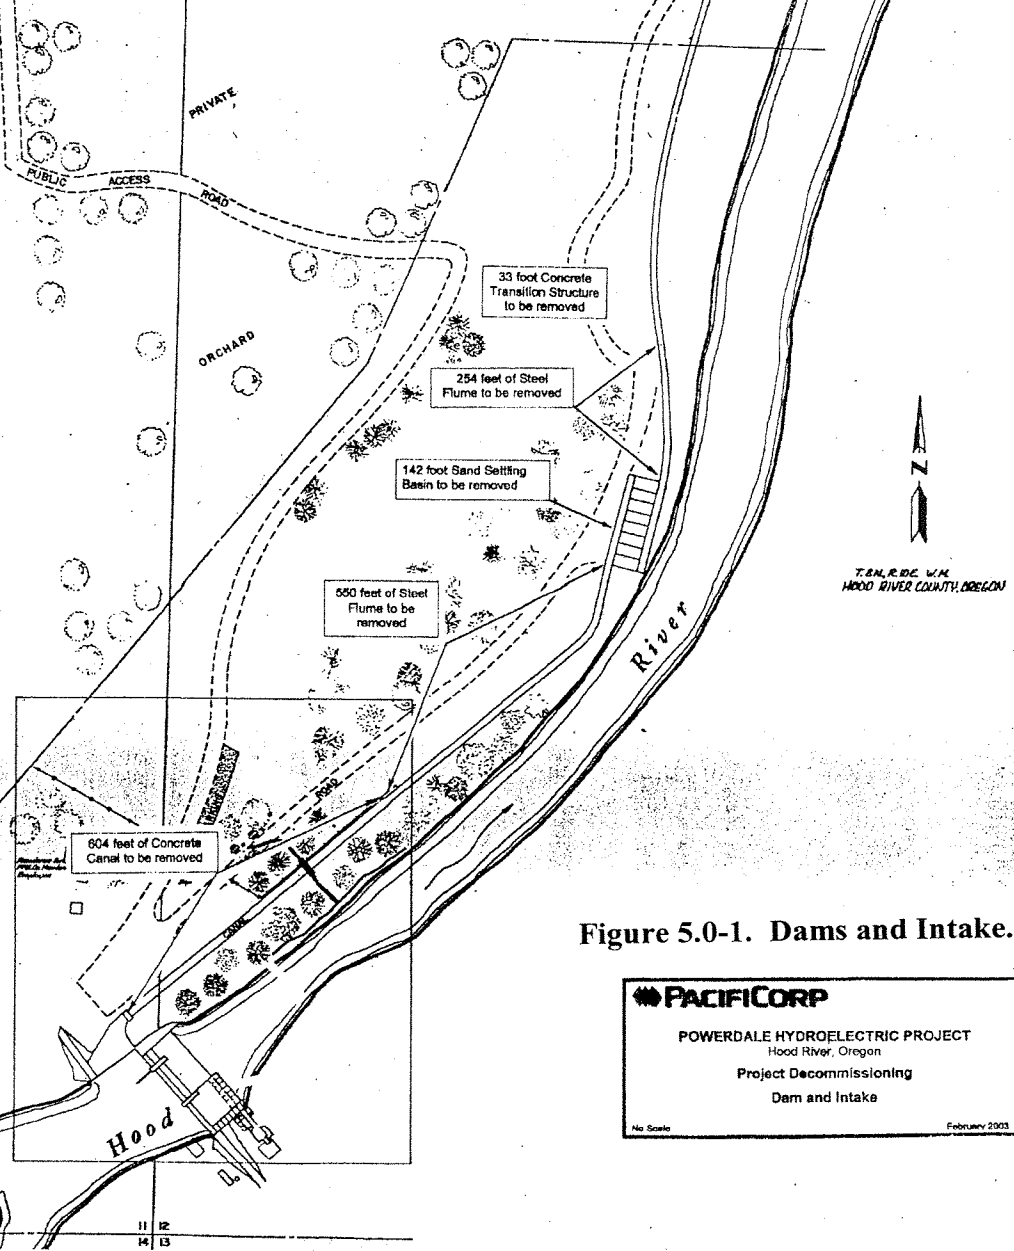 PRIVATE
PUBLIC ACCESS ROAD
33 foot Concrete
Transition Structure
to be removed
ORCHARD
254 feet of Steel
Flume to be removed
142 foot Sand Settling
Basin to be removed
N
HOOD RIVER COUNTY, OREGON
550 feet of Steel
Flume to be
removed
River
ROAD
604 feet of Concrete
Canal to be removed
CANAL
Figure 5.0-1. Dams and Intake.
PACIFICORP
POWERDALE HYDROELECTRIC PROJECT
Hood River, Oregon
Project Decommissioning
Dam and Intake
No Scale
February 2003
Hood
11 12
14 13